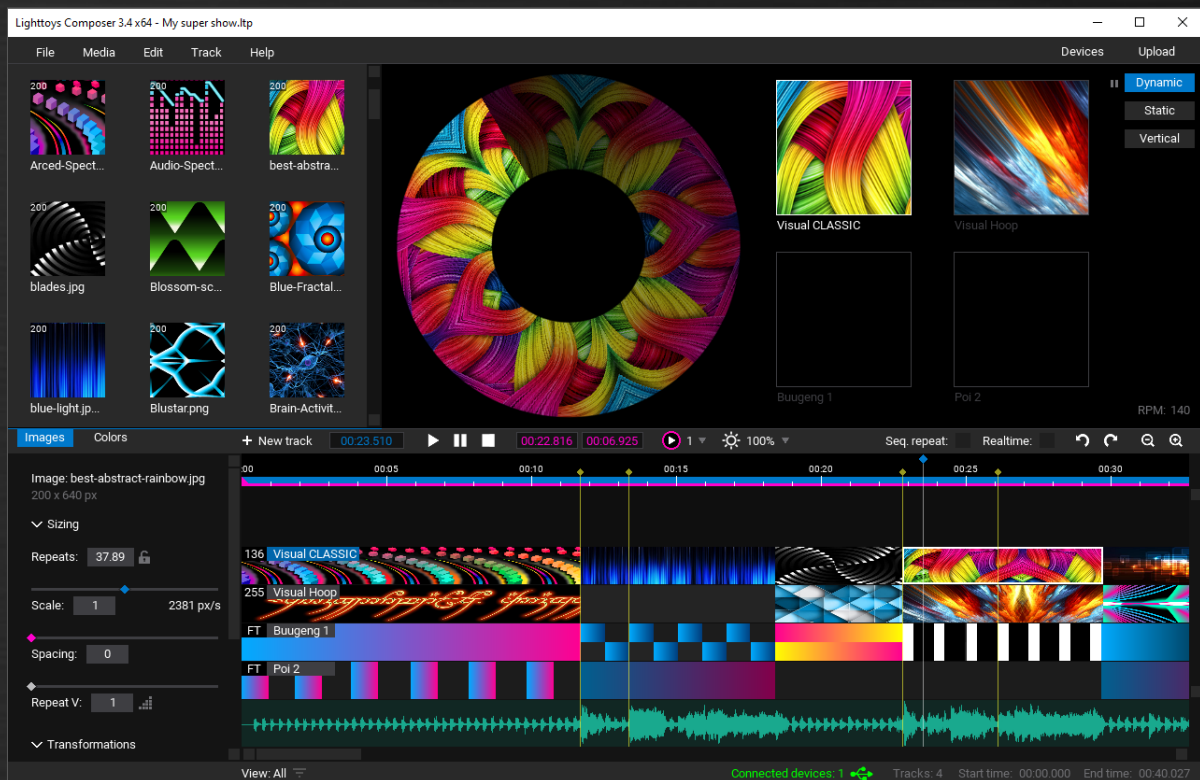 Lighttoys Composer 3.4 x64 - My super show.ltp
File Media Edit Track Help Devices Upload
200 200 200
Arced-Spect... Audio-Spect... best-abstra...
200 200 200
blades.jpg Blossom-sc... Blue-Fractal...
200 200 200
blue-light.jp... Blustar.png Brain-Activit...
Visual CLASSIC Visual Hoop
Buugeng 1 Poi 2
Dynamic
Static
Vertical
RPM: 140
Images Colors
New track 00:23.510 00:22.816 00:06.925 1 100% Seq. repeat: Realtime:
Image: best-abstract-rainbow.jpg
200 x 640 px
Sizing
Repeats: 37.89
Scale: 1 2381 px/s
Spacing: 0
Repeat V: 1
Transformations
:00 00:05 00:10 00:15 00:20 00:25 00:30
136 Visual CLASSIC
255 Visual Hoop
FT Buugeng 1
FT Poi 2
View: All Connected devices: 1 Tracks: 4 Start time: 00:00.000 End time: 00:40.027